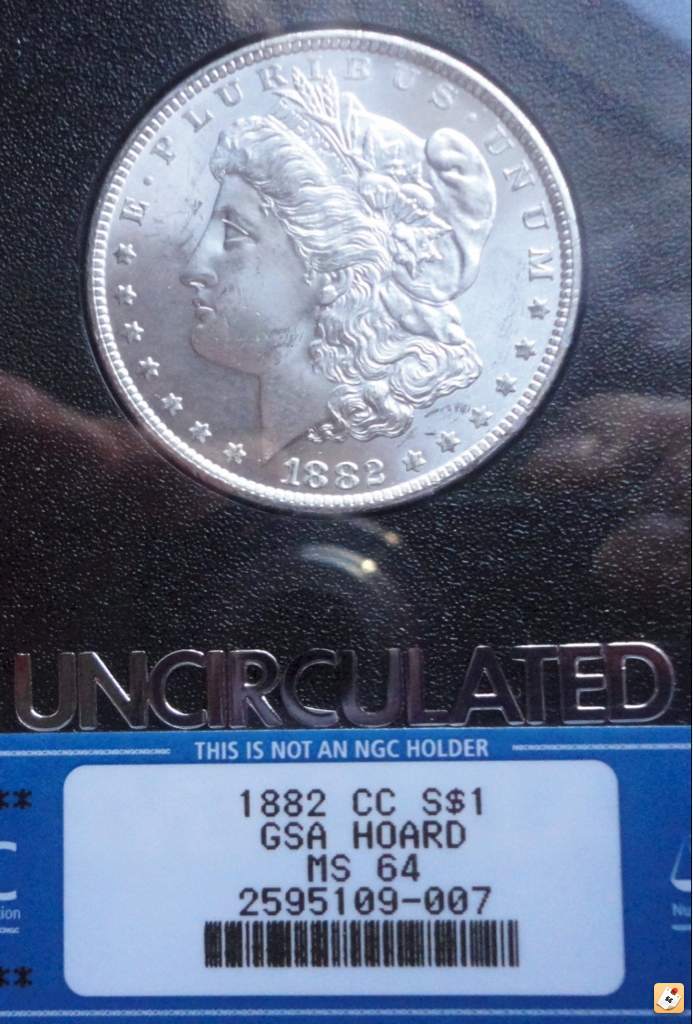 E · PLURIBUS · UNUM
1882
UNCIRCULATED
THIS IS NOT AN NGC HOLDER
1882 CC S$1
GSA HOARD
MS 64
2595109-007